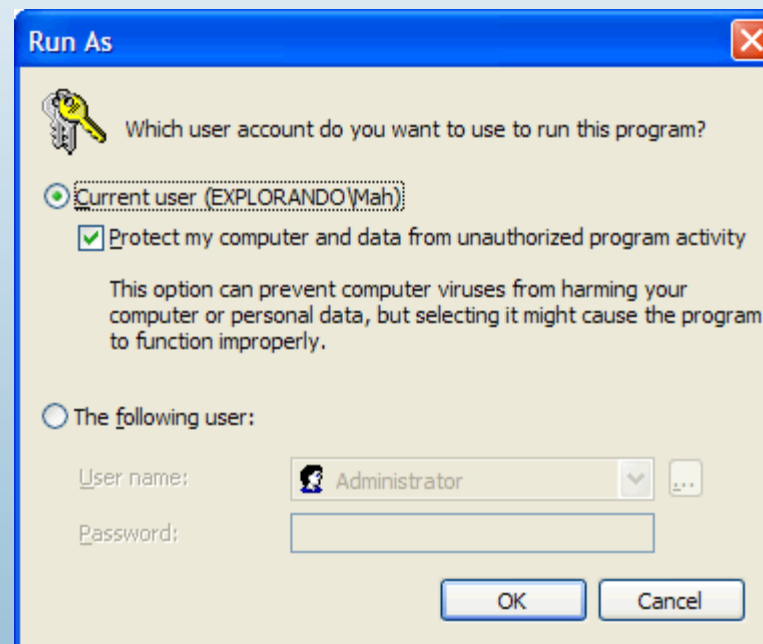 Run As
Which user account do you want to use to run this program?
Current user (EXPLORANDO\Mah)
Protect my computer and data from unauthorized program activity
This option can prevent computer viruses from harming your
computer or personal data, but selecting it might cause the program
to function improperly.
The following user:
User name:
Administrator
...
Password:
OK
Cancel